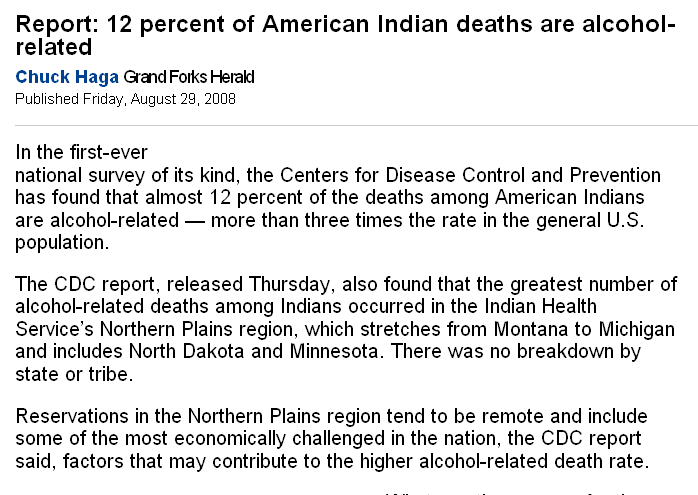 Report: 12 percent of American Indian deaths are alcohol-
related
Chuck Haga Grand Forks Herald
Published Friday, August 29, 2008
In the first-ever
national survey of its kind, the Centers for Disease Control and Prevention
has found that almost 12 percent of the deaths among American Indians
are alcohol-related — more than three times the rate in the general U.S.
population.
The CDC report, released Thursday, also found that the greatest number of
alcohol-related deaths among Indians occurred in the Indian Health
Service's Northern Plains region, which stretches from Montana to Michigan
and includes North Dakota and Minnesota. There was no breakdown by
state or tribe.
Reservations in the Northern Plains region tend to be remote and include
some of the most economically challenged in the nation, the CDC report
said, factors that may contribute to the higher alcohol-related death rate.